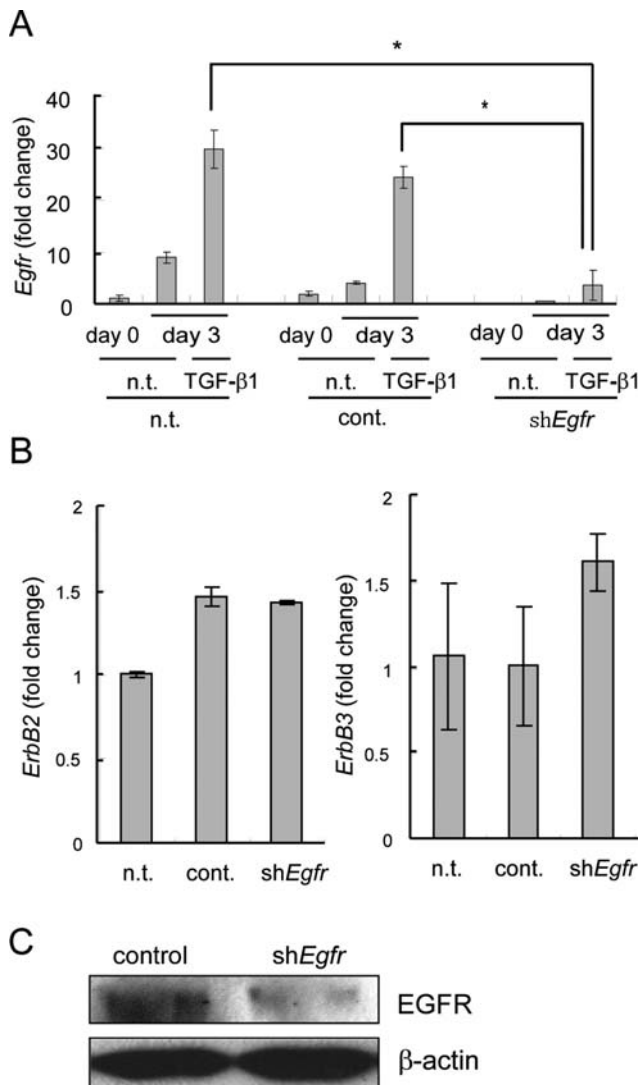 A
*
*
Egfr (fold change)
40
30
20
10
0
day 0 day 3 day 0 day 3 day 0 day 3
n.t. TGF-β1 n.t. TGF-β1 n.t. TGF-β1
n.t. cont. shEgfr
B
ErbB2 (fold change)
2
1.5
1
0.5
0
n.t. cont. shEgfr
ErbB3 (fold change)
2
1.5
1
0.5
0
n.t. cont. shEgfr
C
control shEgfr
EGFR
β-actin